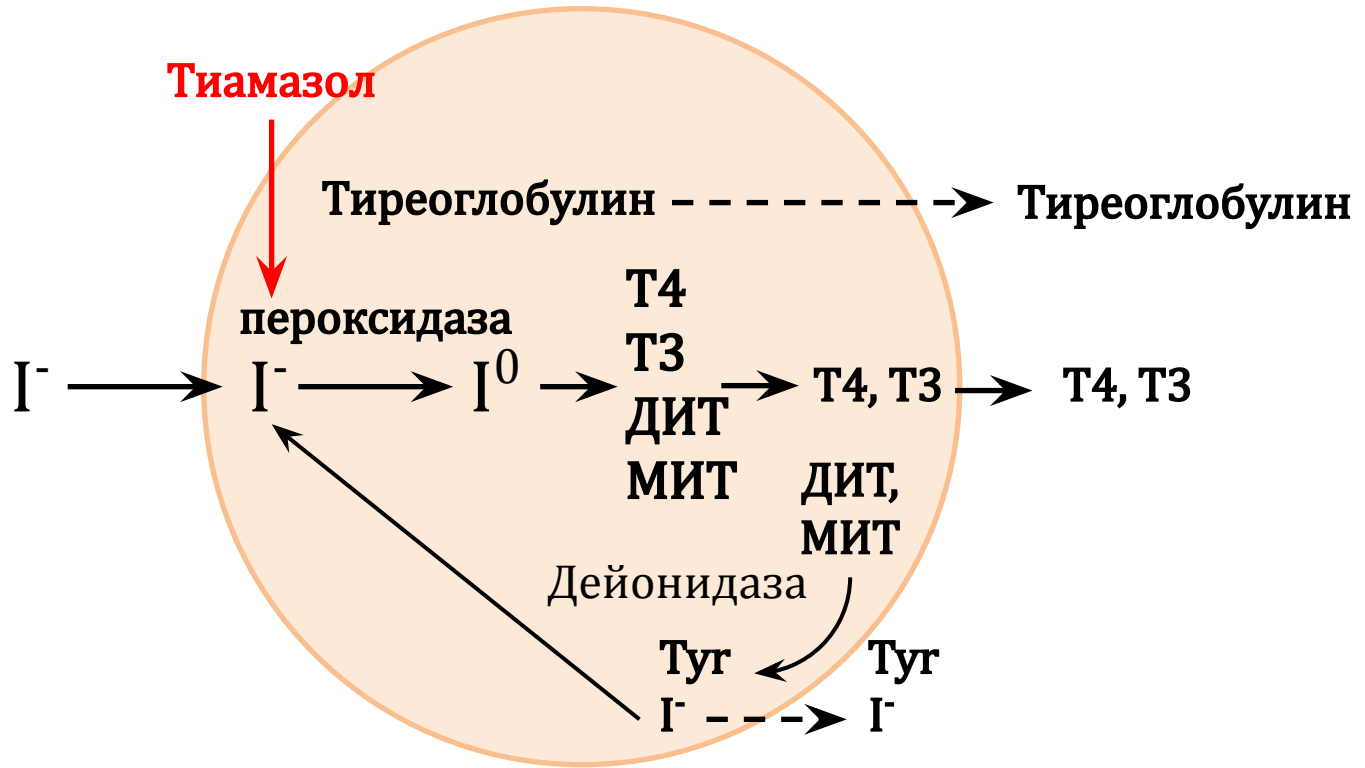 Тиамазол
Тиреоглобулин
Тиреоглобулин
пероксидаза
I⁻
I⁻
I⁰
Т4
Т3
ДИТ
МИТ
Т4, Т3
Т4, Т3
ДИТ,
МИТ
Дейонидаза
Tyr
I⁻
Tyr
I⁻